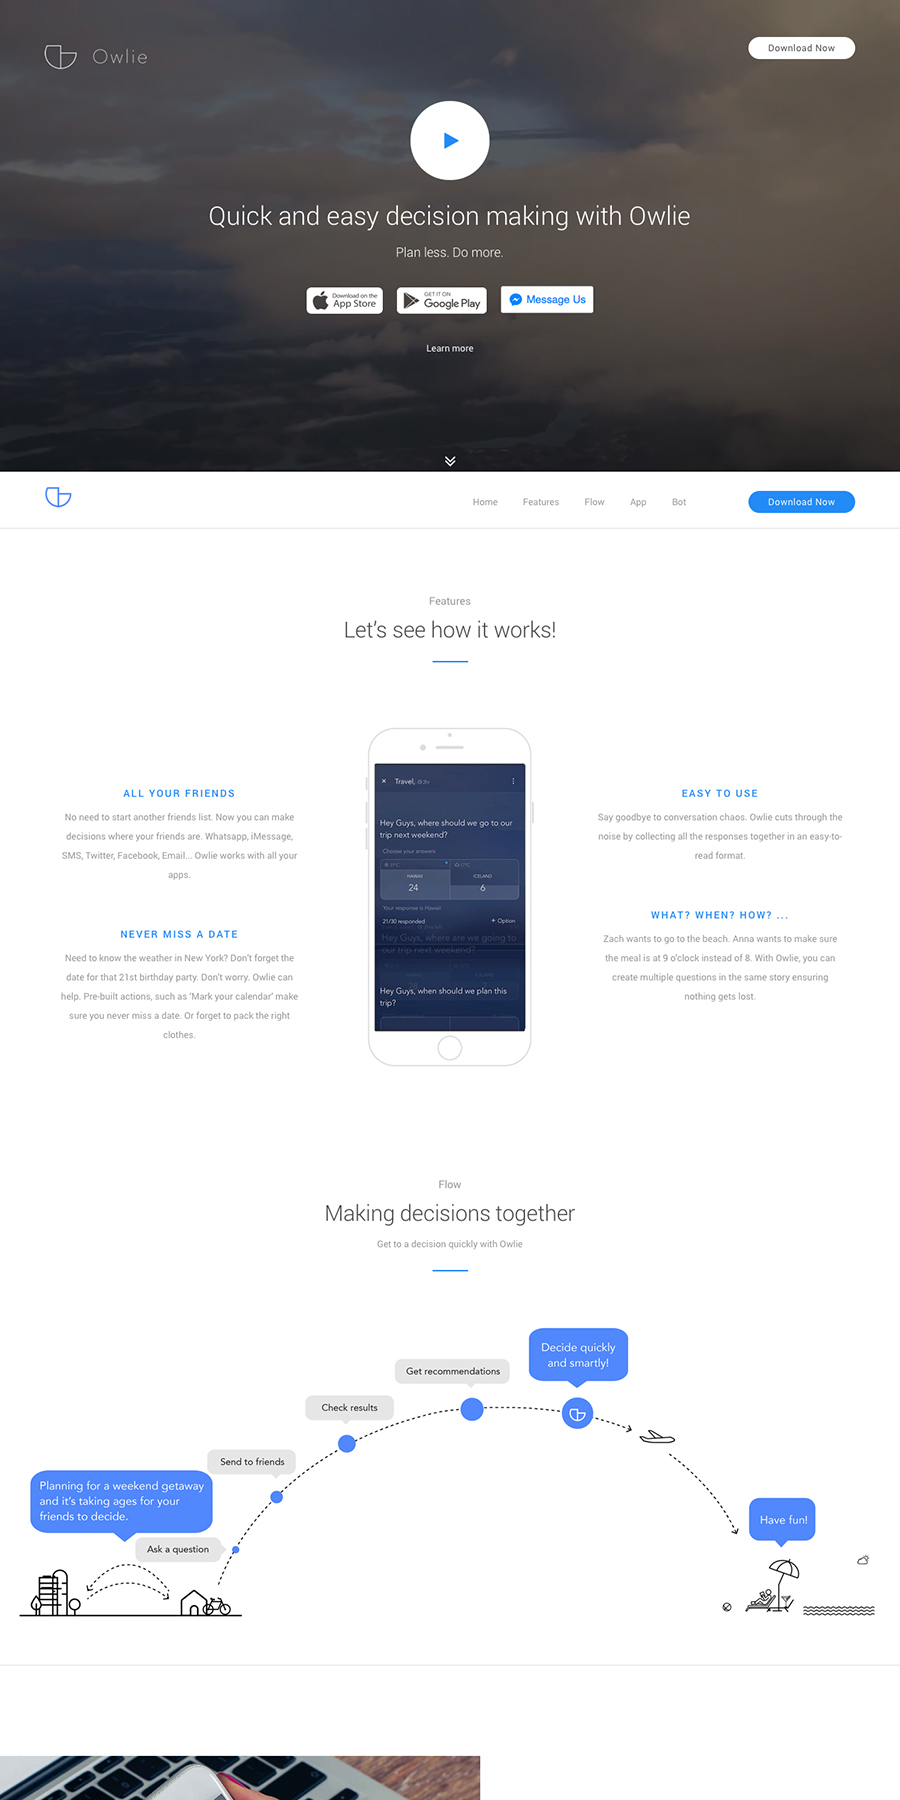 Owlie
Download Now
Quick and easy decision making with Owlie
Plan less. Do more.
Download on the
App Store
GET IT ON
Google Play
Message Us
Learn more
Home
Features
Flow
App
Bot
Download Now
Features
Let's see how it works!
ALL YOUR FRIENDS
No need to start another friends list. Now you can make
decisions where your friends are. Whatsapp, iMessage,
SMS, Twitter, Facebook, Email... Owlie works with all your
apps.
NEVER MISS A DATE
Need to know the weather in New York? Don't forget the
date for that 21st birthday party. Don't worry. Owlie can
help. Pre-built actions, such as 'Mark your calendar' make
sure you never miss a date. Or forget to pack the right
clothes.
Travel,
Hey Guys, where should we go to our
trip next weekend?
Choose your answers
HAWAII
24
ICELAND
6
Your response is Hawaii
21/30 responded
+ Option
Hey Guys, where are we going to
our trip next weekend?
Hey Guys, when should we plan this
trip?
EASY TO USE
Say goodbye to conversation chaos. Owlie cuts through the
noise by collecting all the responses together in an easy-to-
read format.
WHAT? WHEN? HOW? ...
Zach wants to go to the beach. Anna wants to make sure
the meal is at 9 o'clock instead of 8. With Owlie, you can
create multiple questions in the same story ensuring
nothing gets lost.
Flow
Making decisions together
Get to a decision quickly with Owlie
Decide quickly
and smartly!
Get recommendations
Check results
Send to friends
Planning for a weekend getaway
and it's taking ages for your
friends to decide.
Ask a question
Have fun!